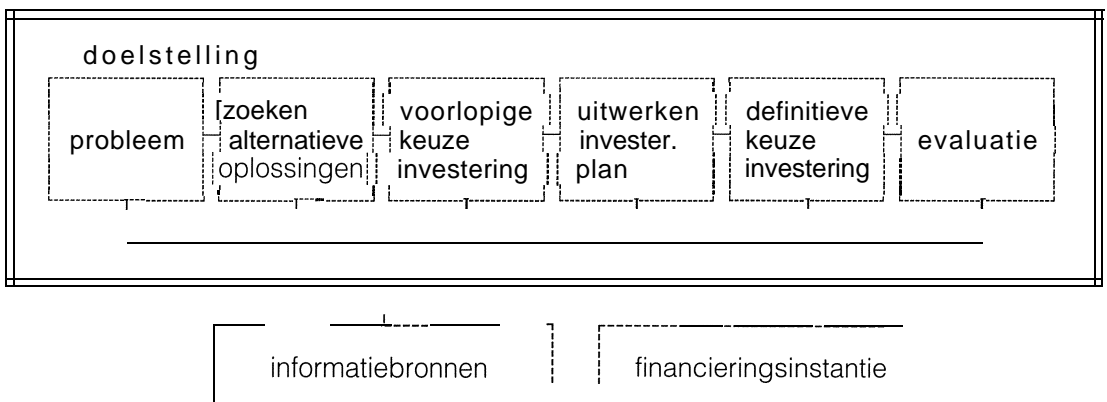 doelstelling
probleem
zoeken
alternatieve
oplossingen
voorlopige
keuze
investering
uitwerken
invester.
plan
definitieve
keuze
investering
evaluatie
informatiebronnen
financieringsinstantie